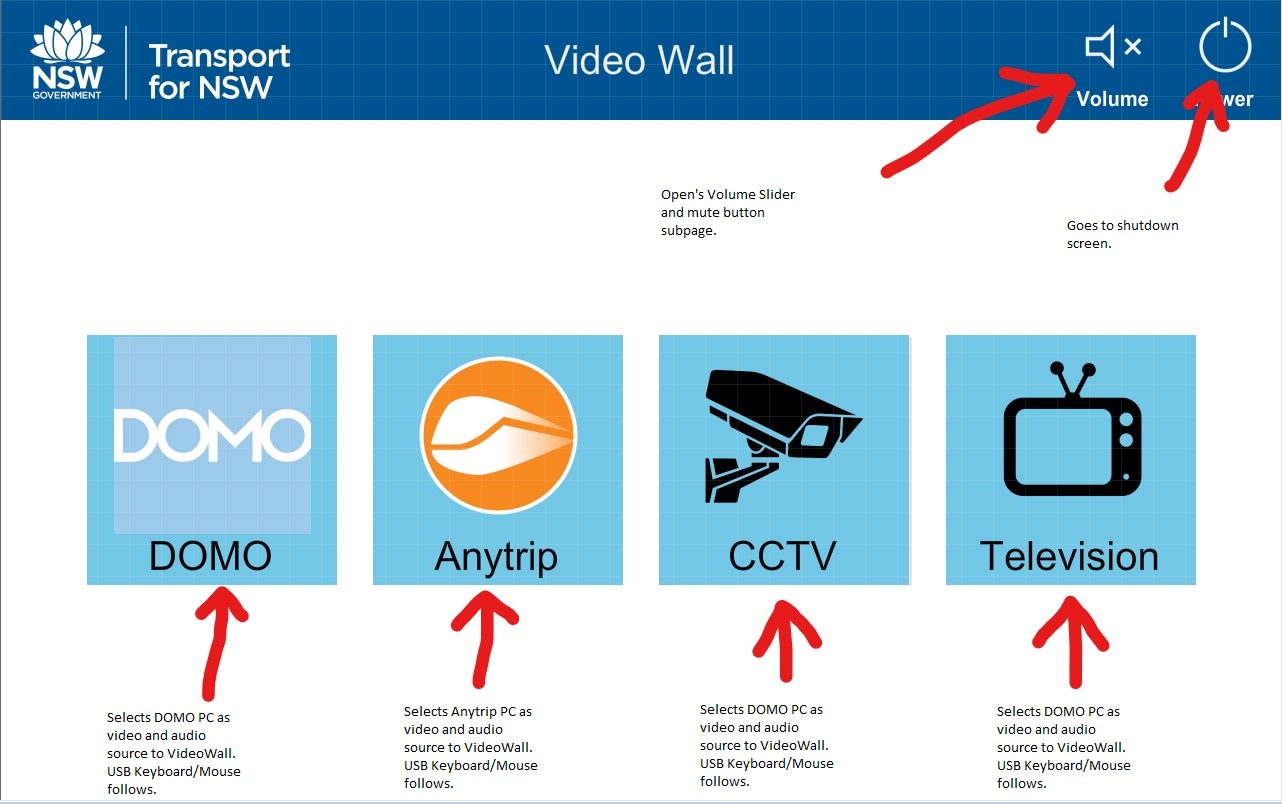 NSW
GOVERNMENT
Transport
for NSW
Video Wall
Volume
wer
Open's Volume Slider
and mute button
subpage.
Goes to shutdown
screen.
DOMO
DOMO
Anytrip
CCTV
Television
Selects DOMO PC as
video and audio
source to VideoWall.
USB Keyboard/Mouse
follows.
Selects Anytrip PC as
video and audio
source to VideoWall.
USB Keyboard/Mouse
follows.
Selects DOMO PC as
video and audio
source to VideoWall.
USB Keyboard/Mouse
follows.
Selects DOMO PC as
video and audio
source to VideoWall.
USB Keyboard/Mouse
follows.